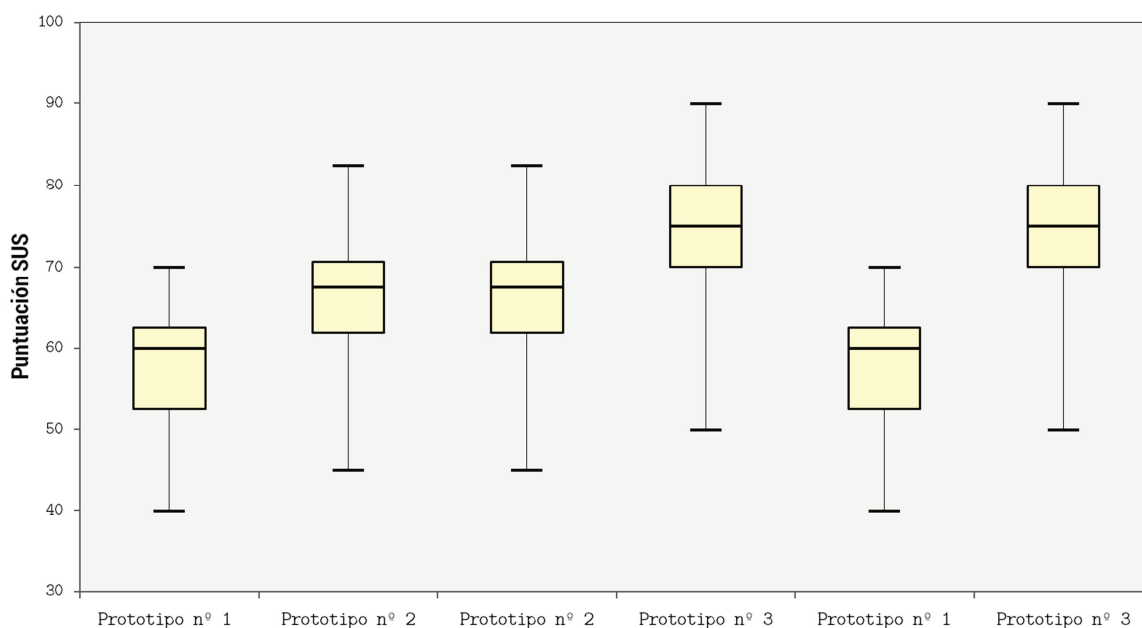 100
90
80
70
60
50
40
30
Puntuación SUS
Prototipo nº 1
Prototipo nº 2
Prototipo nº 2
Prototipo nº 3
Prototipo nº 1
Prototipo nº 3